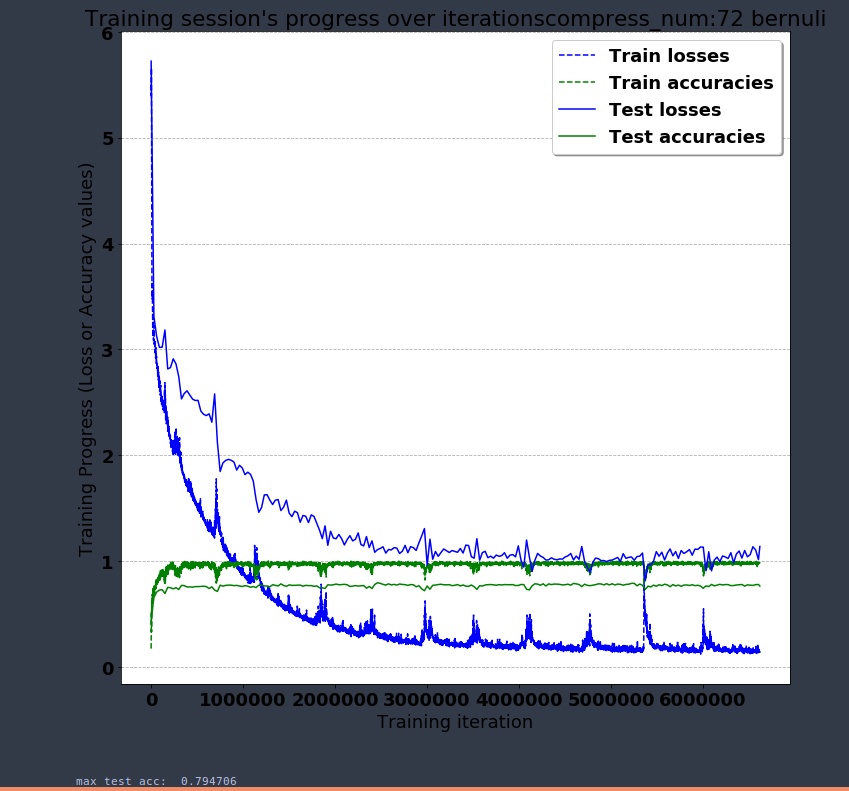 Training session's progress over iterationscompress_num:72 bernuli
Train losses
Train accuracies
Test losses
Test accuracies
Training Progress (Loss or Accuracy values)
6
5
4
3
2
1
0
0 1000000 2000000 3000000 4000000 5000000 6000000
Training iteration
max test acc: 0.794706